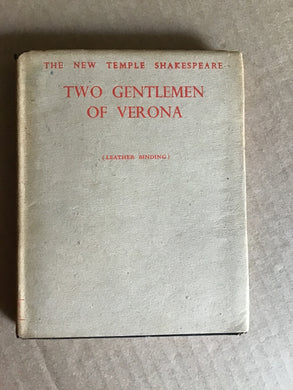 THE NEW TEMPLE SHAKESPEARE
TWO GENTLEMEN
OF VERONA
(LEATHER BINDING)